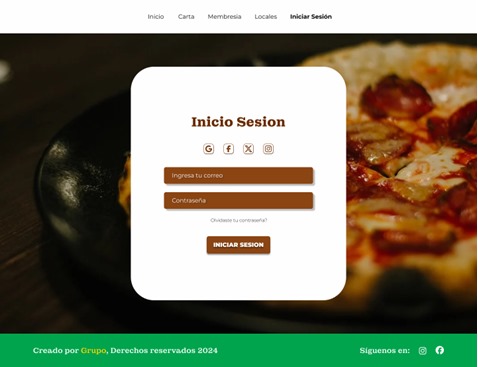 Inicio Carta Membresia Locales Iniciar Sesión
Inicio Sesion
Ingresa tu correo
Contraseña
Olvidaste tu contraseña?
INICIAR SESION
Creado por Grupo, Derechos reservados 2024
Síguenos en: